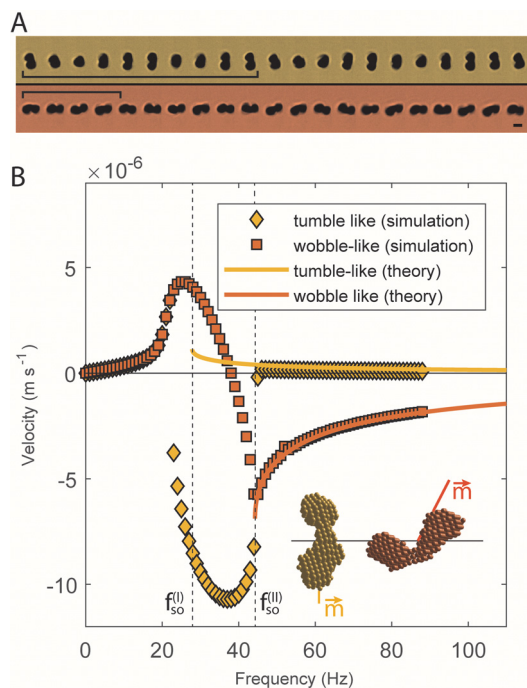 A
B
× 10⁻⁶
tumble like (simulation)
wobble-like (simulation)
tumble-like (theory)
wobble like (theory)
5
0
-5
-10
Velocity (m s⁻¹)
f_so^(I)
f_so^(II)
m
m
0
20
40
60
80
100
Frequency (Hz)